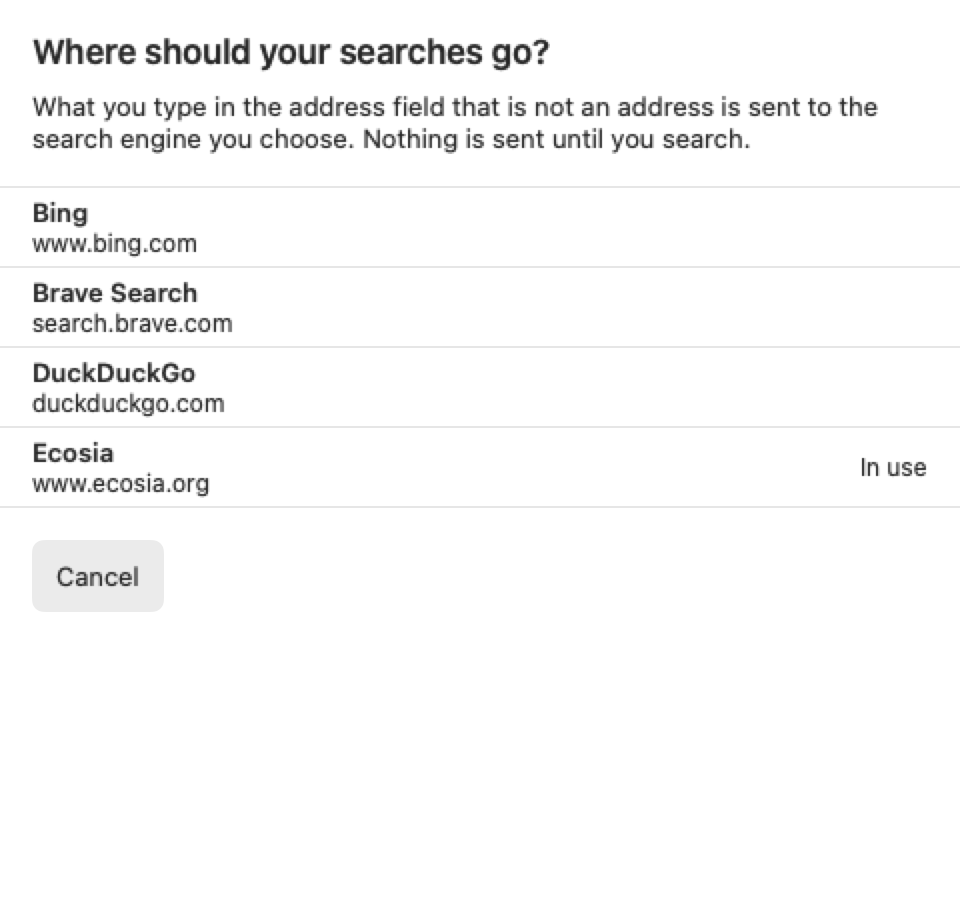 Where should your searches go?
What you type in the address field that is not an address is sent to the
search engine you choose. Nothing is sent until you search.
Bing
www.bing.com
Brave Search
search.brave.com
DuckDuckGo
duckduckgo.com
Ecosia
www.ecosia.org
In use
Cancel